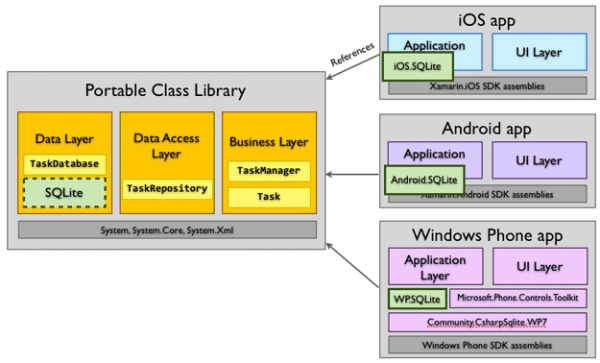 Portable Class Library
Data Layer
TaskDatabase
SQLite
Data Access
Layer
TaskRepository
Business Layer
TaskManager
Task
System, System.Core, System.Xml
References
iOS app
Application
iOS.SQLite
UI Layer
Xamarin.iOS SDK assemblies
Android app
Application
Android.SQLite
UI Layer
Xamarin.Android SDK assemblies
Windows Phone app
Application
Layer
UI Layer
WP.SQLite
Microsoft.Phone.Controls.Toolkit
Community.CsharpSqlite.WP7
Windows Phone SDK assemblies